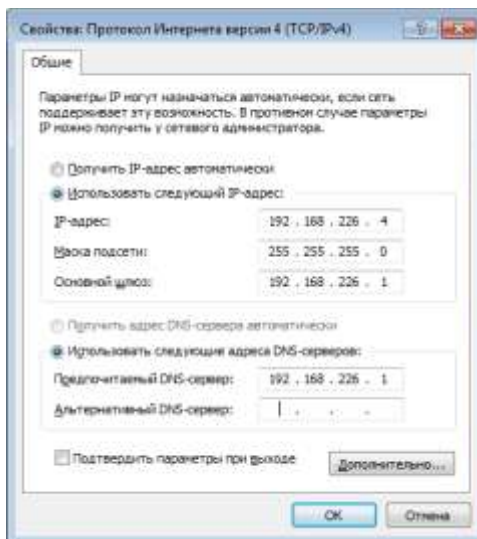 Свойства: Протокол Интернета версии 4 (TCP/IPv4)
Общие
Параметры IP могут назначаться автоматически, если сеть
поддерживает эту возможность. В противном случае параметры
IP можно получить у сетевого администратора.
Получить IP-адрес автоматически
Использовать следующий IP-адрес:
IP-адрес: 192 . 168 . 226 . 4
Маска подсети: 255 . 255 . 255 . 0
Основной шлюз: 192 . 168 . 226 . 1
Получить адрес DNS-сервера автоматически
Использовать следующие адреса DNS-серверов:
Предпочитаемый DNS-сервер: 192 . 168 . 226 . 1
Альтернативный DNS-сервер: . . .
Подтвердить параметры при выходе
Дополнительно...
ОК Отмена